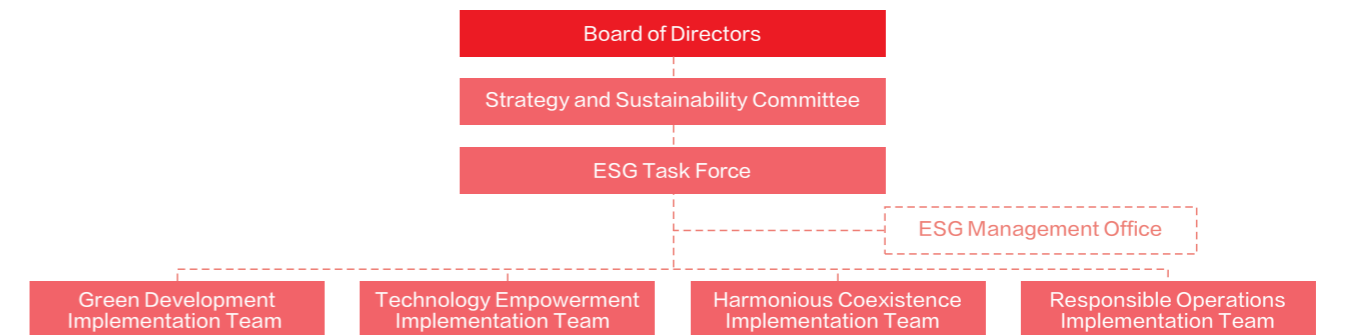 Board of Directors
Strategy and Sustainability Committee
ESG Task Force
ESG Management Office
Green Development
Implementation Team
Technology Empowerment
Implementation Team
Harmonious Coexistence
Implementation Team
Responsible Operations
Implementation Team